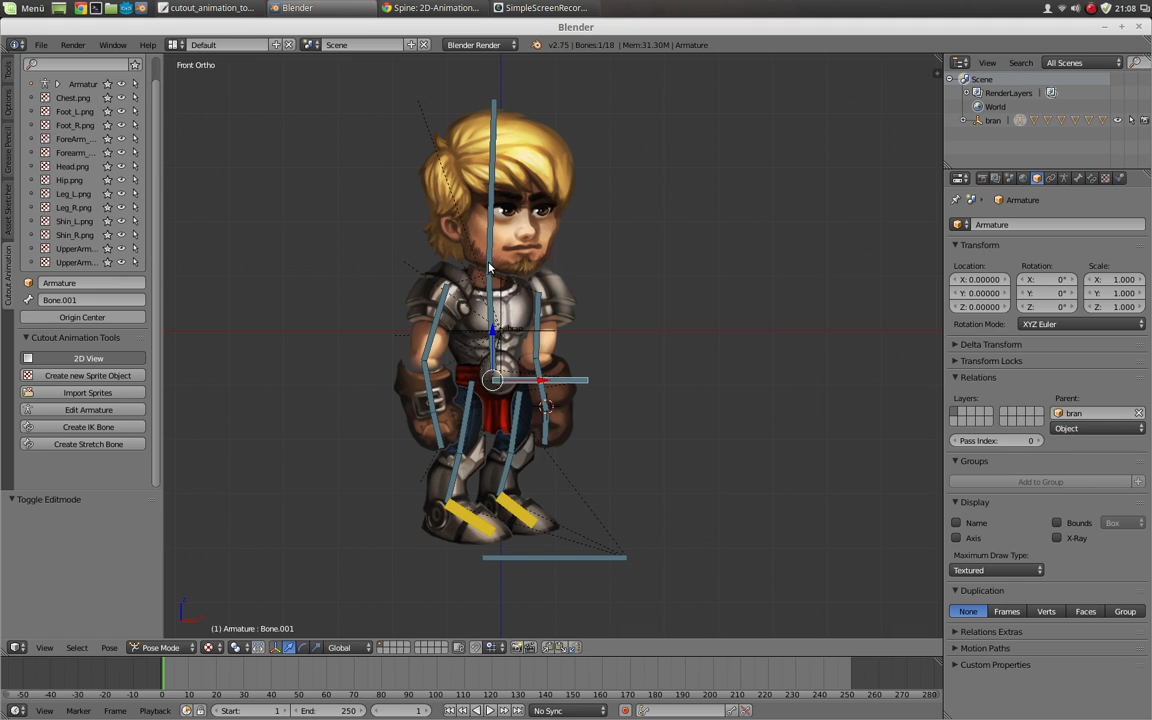 Menü
cutout_animation_to...
Blender
Spine: 2D-Animation...
SimpleScreenRecor...
21:08
Blender
File
Render
Window
Help
Default
Scene
Blender Render
v2.75 | Bones:1/18 | Mem:31.30M | Armature
Tools
Options
Grease Pencil
Asset Sketcher
Cutout Animation
Armatur
Chest.png
Foot_L.png
Foot_R.png
ForeArm_...
Forearm_...
Head.png
Hip.png
Leg_L.png
Leg_R.png
Shin_L.png
Shin_R.png
UpperArm...
UpperArm...
Armature
Bone.001
Origin Center
Cutout Animation Tools
2D View
Create new Sprite Object
Import Sprites
Edit Armature
Create IK Bone
Create Stretch Bone
Toggle Editmode
Front Ortho
bran
(1) Armature : Bone.001
View
Select
Pose
Pose Mode
Global
View
Search
All Scenes
Scene
RenderLayers
World
bran
Armature
Armature
Transform
Location:
Rotation:
Scale:
X: 0.00000
X: 0°
X: 1.000
Y: 0.00000
Y: 0°
Y: 1.000
Z: 0.00000
Z: 0°
Z: 1.000
Rotation Mode:
XYZ Euler
Delta Transform
Transform Locks
Relations
Layers:
Parent:
bran
Object
Pass Index: 0
Groups
Add to Group
Display
Name
Bounds
Box
Axis
X-Ray
Maximum Draw Type:
Textured
Duplication
None
Frames
Verts
Faces
Group
Relations Extras
Motion Paths
Custom Properties
-50 -40 -30 -20 -10 0 10 20 30 40 50 60 70 80 90 100 110 120 130 140 150 160 170 180 190 200 210 220 230 240 250 260 270 280
View
Marker
Frame
Playback
Start: 1
End: 250
1
No Sync